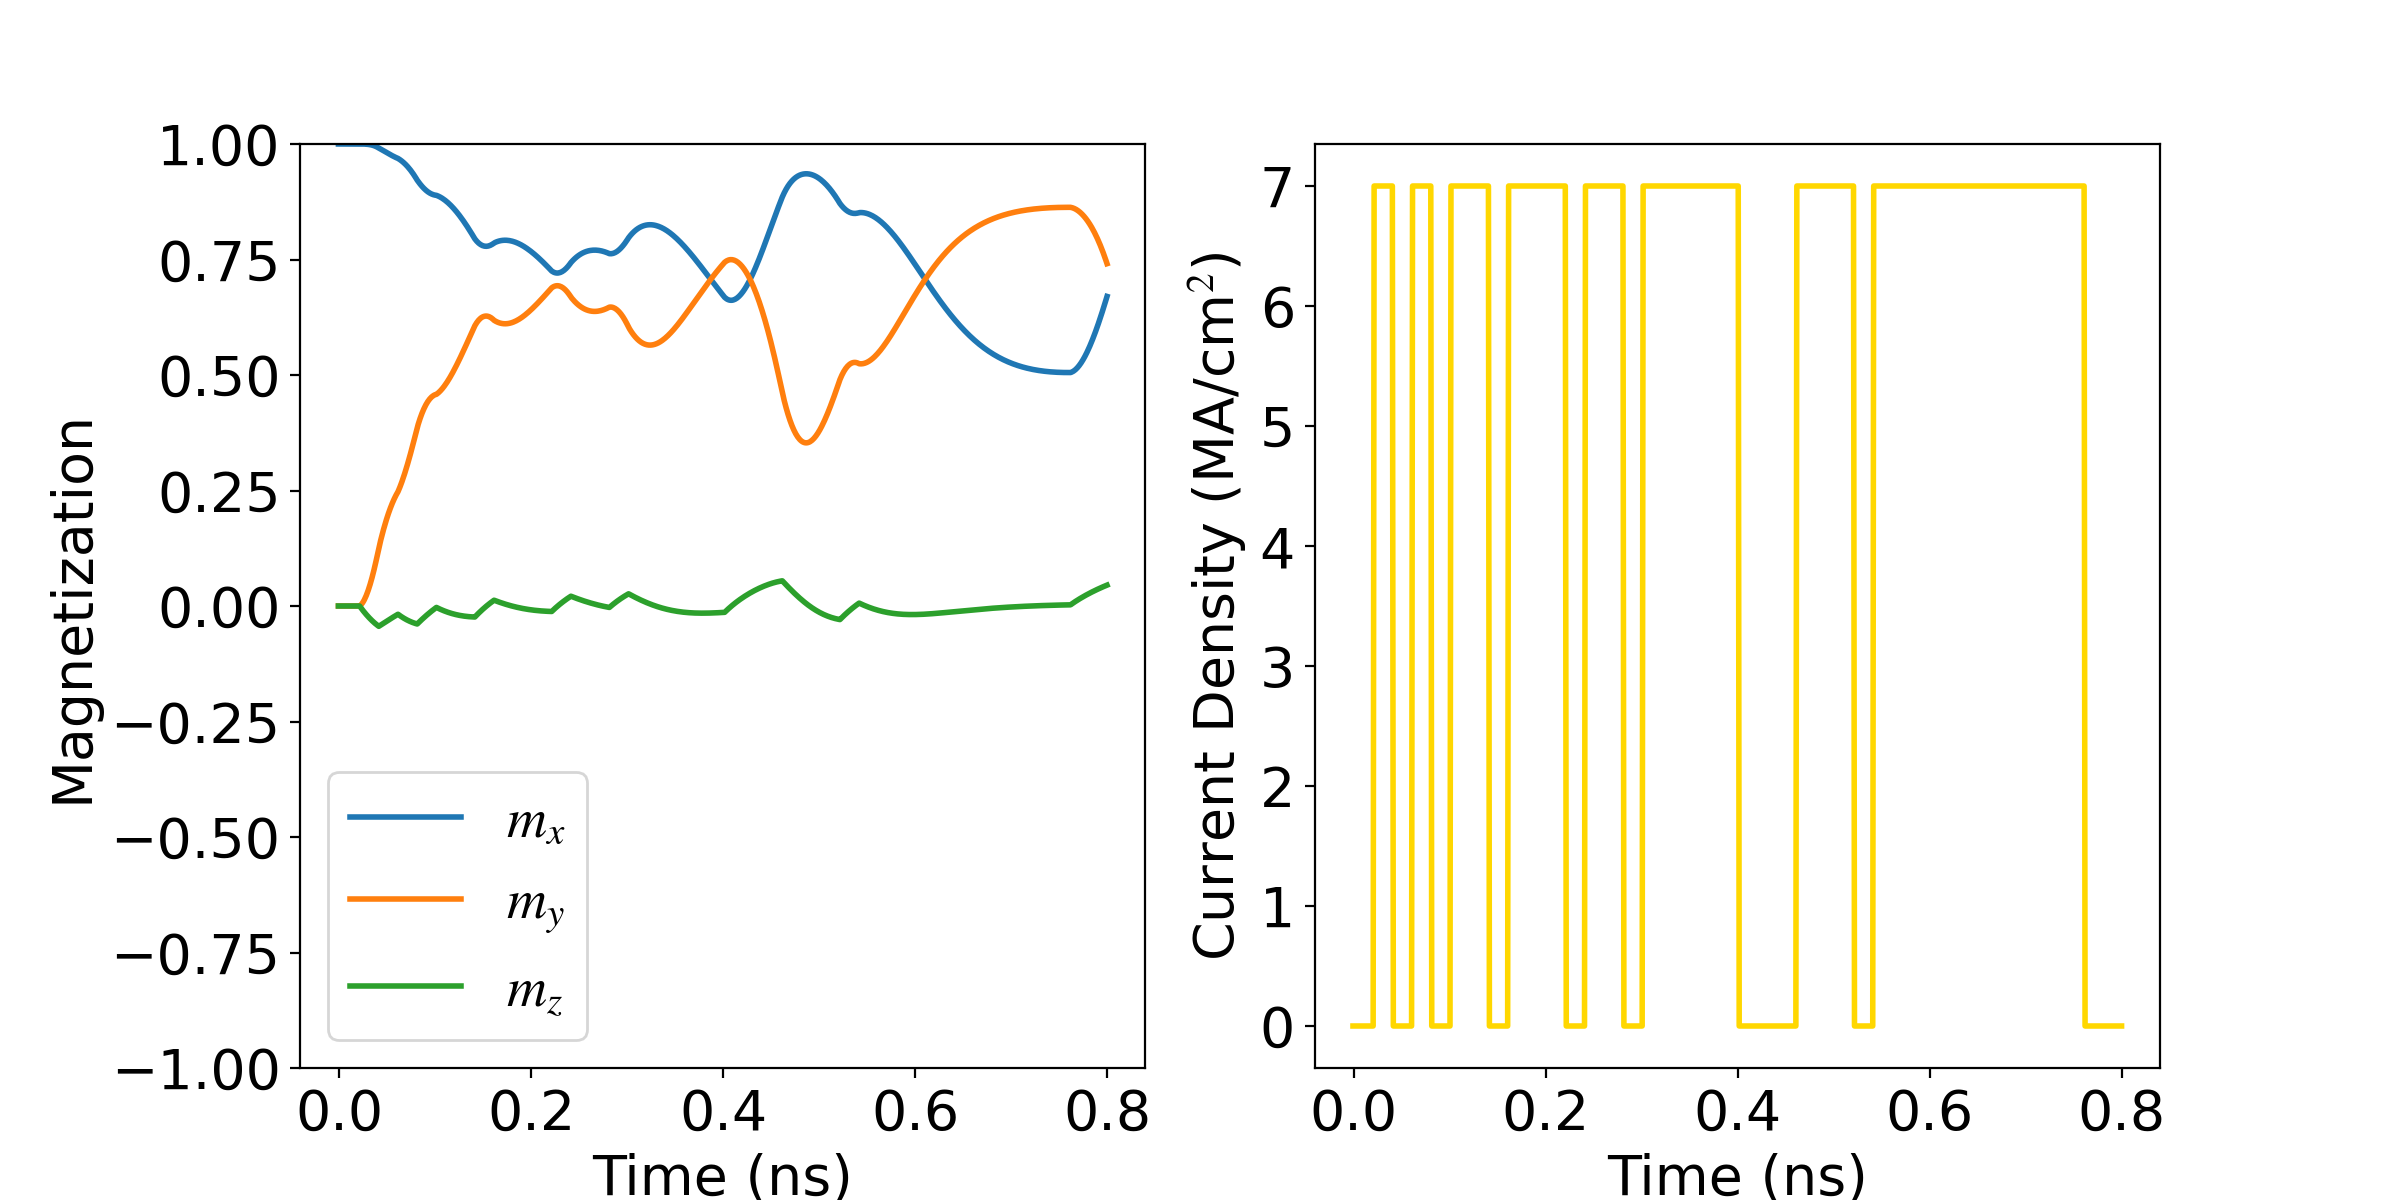 Magnetization
1.00
0.75
0.50
0.25
0.00
−0.25
−0.50
−0.75
−1.00
m_x
m_y
m_z
0.0 0.2 0.4 0.6 0.8
Time (ns)
Current Density (MA/cm²)
7
6
5
4
3
2
1
0
0.0 0.2 0.4 0.6 0.8
Time (ns)